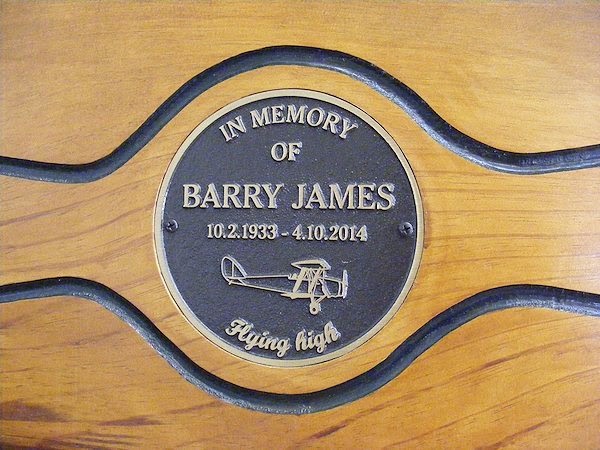 IN MEMORY
OF
BARRY JAMES
10.2.1933 - 4.10.2014
Flying high